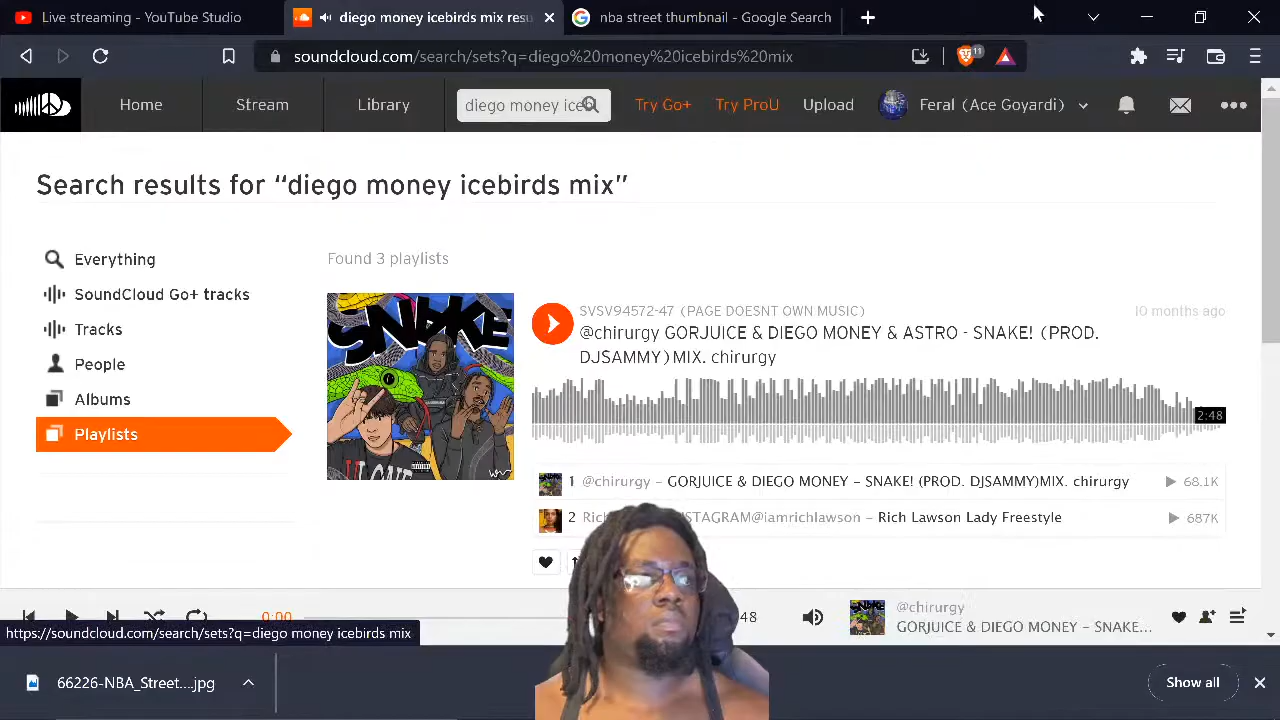 Live streaming - YouTube Studio
diego money icebirds mix resu
nba street thumbnail - Google Search
soundcloud.com/search/sets?q=diego%20money%20icebirds%20mix
11
Home
Stream
Library
diego money ice
Try Go+
Try ProU
Upload
Feral (Ace Goyardi)
Search results for “diego money icebirds mix”
Everything
SoundCloud Go+ tracks
Tracks
People
Albums
Playlists
Found 3 playlists
SNAKE
SVSV94572-47 (PAGE DOESNT OWN MUSIC)
10 months ago
@chirurgy GORJUICE & DIEGO MONEY & ASTRO - SNAKE! (PROD.
DJSAMMY)MIX. chirurgy
2:48
1 @chirurgy – GORJUICE & DIEGO MONEY – SNAKE! (PROD. DJSAMMY)MIX. chirurgy
68.1K
2 Rich STAGRAM@iamrichlawson – Rich Lawson Lady Freestyle
687K
0:00
48
@chirurgy
GORJUICE & DIEGO MONEY – SNAKE...
https://soundcloud.com/search/sets?q=diego money icebirds mix
66226-NBA_Street....jpg
Show all